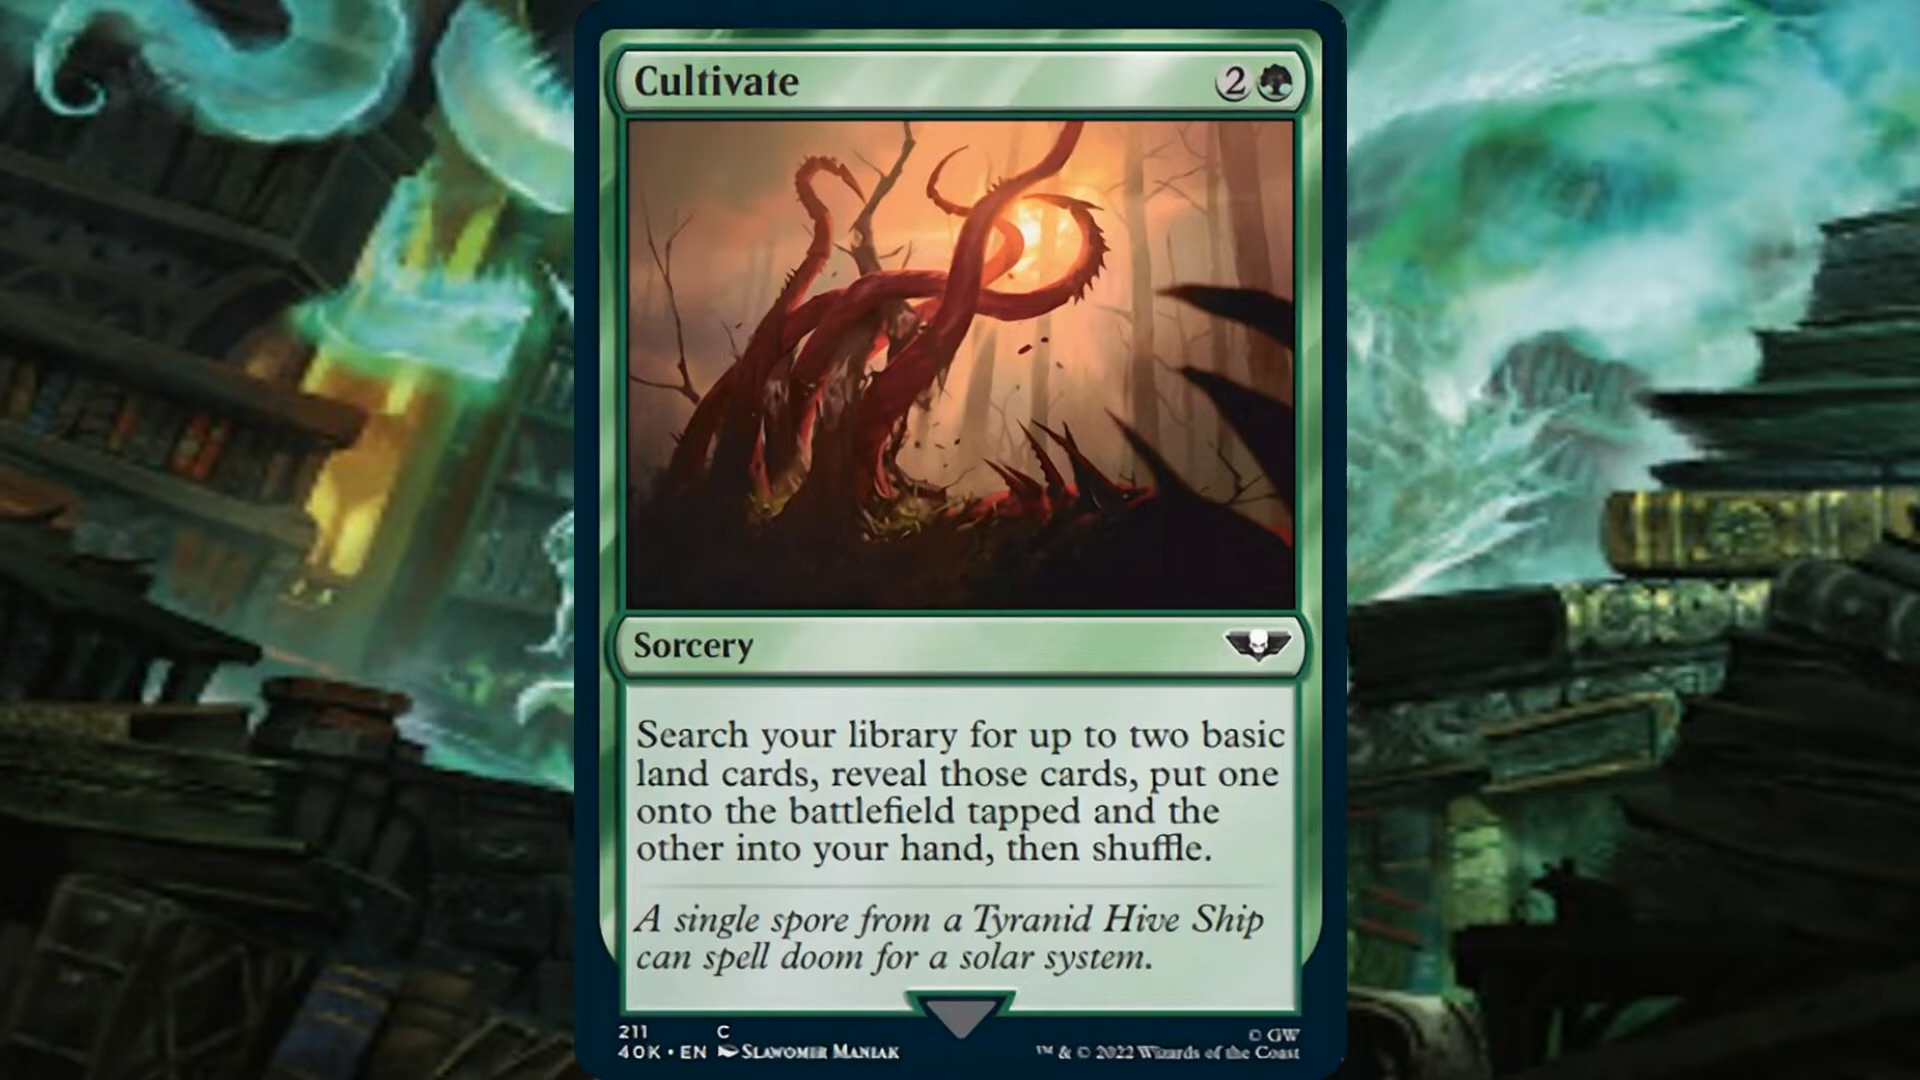 Cultivate 2
Sorcery
Search your library for up to two basic
land cards, reveal those cards, put one
onto the battlefield tapped and the
other into your hand, then shuffle.
A single spore from a Tyranid Hive Ship
can spell doom for a solar system.
211 C
© GW
40K • EN Slawomir Maniak
™ & © 2022 Wizards of the Coast